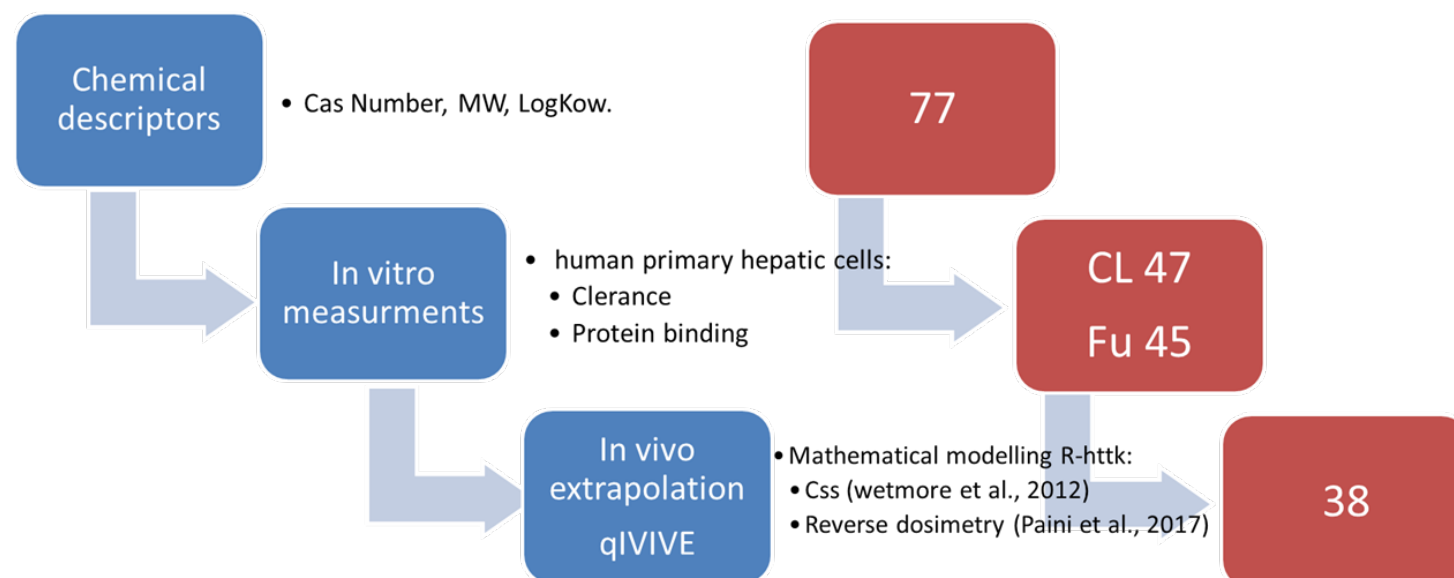 Chemical
descriptors
• Cas Number, MW, LogKow.
77
In vitro
measurments
• human primary hepatic cells:
• Clerance
• Protein binding
CL 47
Fu 45
In vivo
extrapolation
qIVIVE
• Mathematical modelling R-httk:
• Css (wetmore et al., 2012)
• Reverse dosimetry (Paini et al., 2017)
38